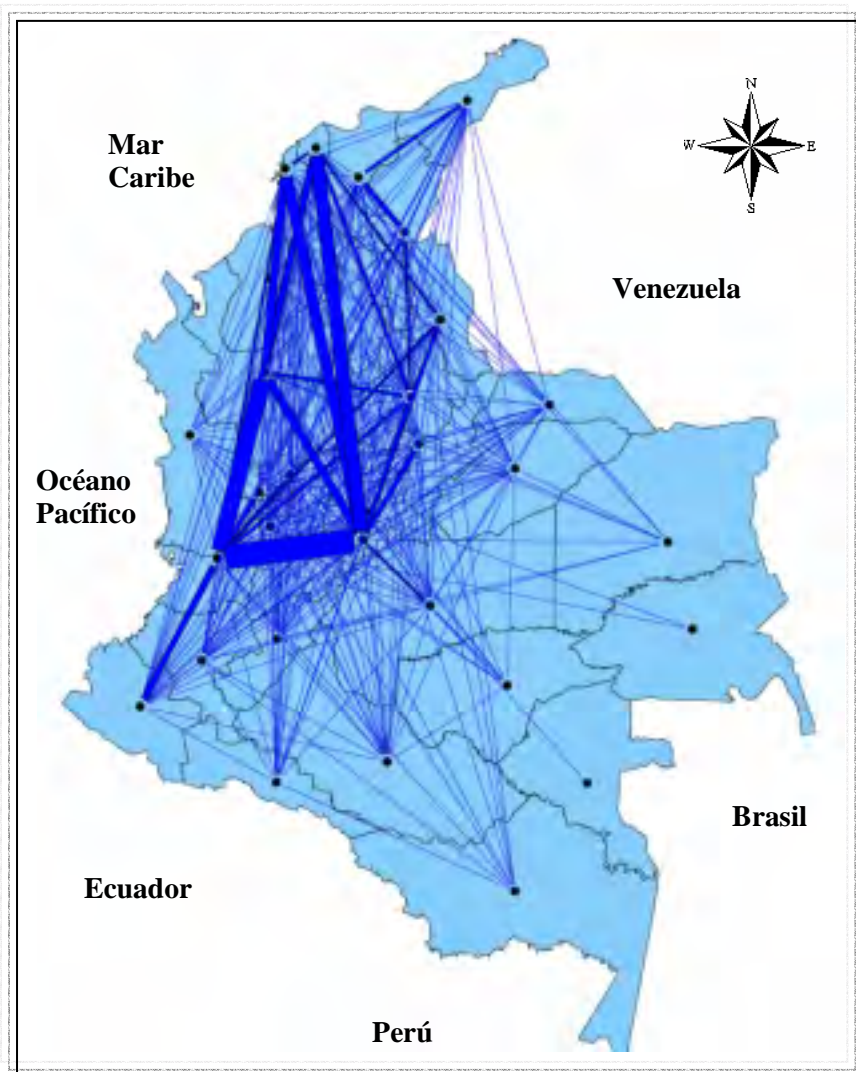 Mar
Caribe
N
W
E
S
Venezuela
Océano
Pacífico
Brasil
Ecuador
Perú